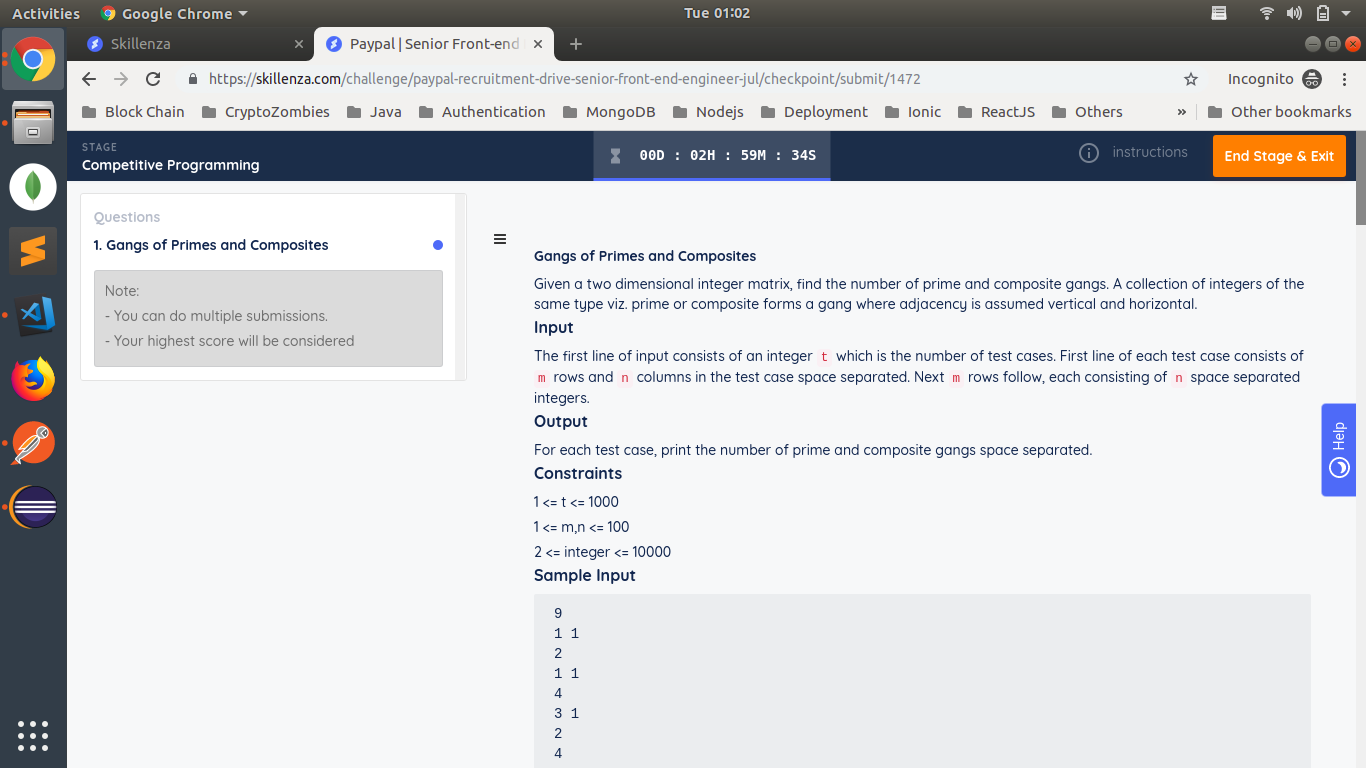 Activities
Google Chrome
Tue 01:02
Skillenza
Paypal | Senior Front-end
https://skillenza.com/challenge/paypal-recruitment-drive-senior-front-end-engineer-jul/checkpoint/submit/1472
Incognito
Block Chain CryptoZombies Java Authentication MongoDB Nodejs Deployment Ionic ReactJS Others » Other bookmarks
STAGE
Competitive Programming
00D : 02H : 59M : 34S
instructions
End Stage & Exit
Questions
1. Gangs of Primes and Composites
Note:
- You can do multiple submissions.
- Your highest score will be considered
Gangs of Primes and Composites
Given a two dimensional integer matrix, find the number of prime and composite gangs. A collection of integers of the
same type viz. prime or composite forms a gang where adjacency is assumed vertical and horizontal.
Input
The first line of input consists of an integer t which is the number of test cases. First line of each test case consists of
m rows and n columns in the test case space separated. Next m rows follow, each consisting of n space separated
integers.
Output
For each test case, print the number of prime and composite gangs space separated.
Constraints
1 <= t <= 1000
1 <= m,n <= 100
2 <= integer <= 10000
Sample Input
9
1 1
2
1 1
4
3 1
2
4
Help